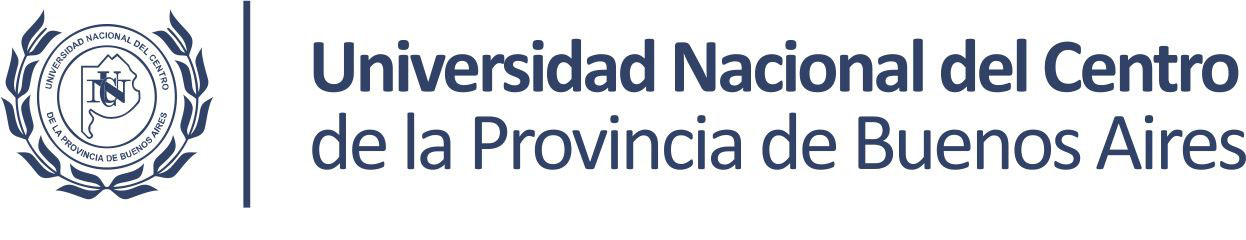 UNIVERSIDAD NACIONAL DEL CENTRO
DE LA PROVINCIA DE BUENOS AIRES
UNC
Universidad Nacional del Centro
de la Provincia de Buenos Aires